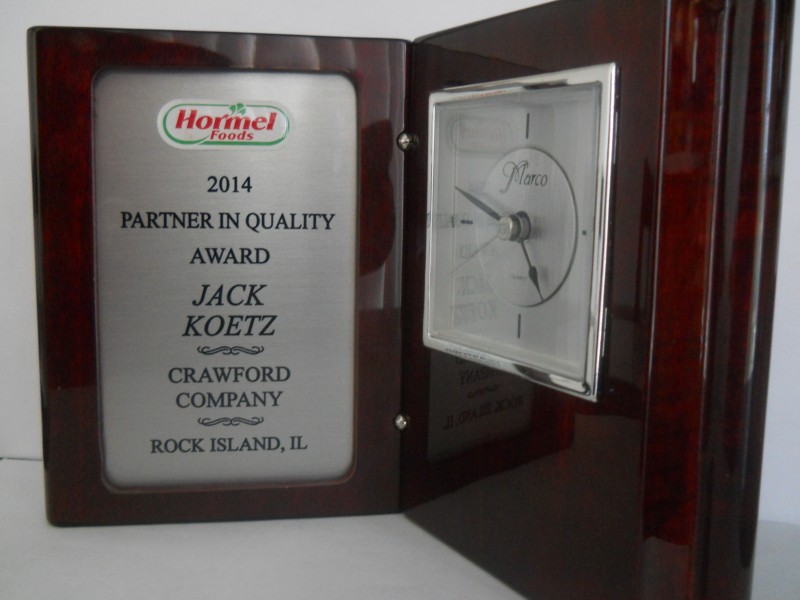 Hormel
Foods
2014
PARTNER IN QUALITY
AWARD
JACK
KOETZ
CRAWFORD
COMPANY
ROCK ISLAND, IL
Marco